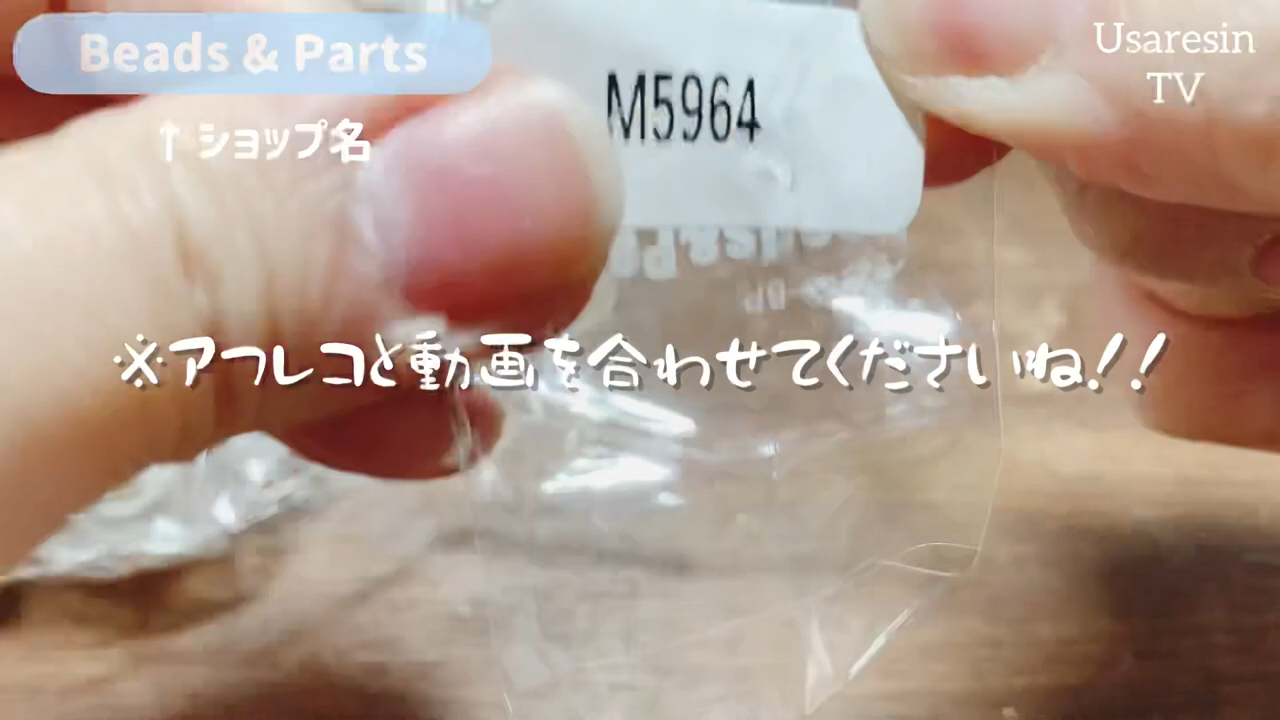 Beads & Parts
Usaresin
TV
↑ショップ名
M5964
※アフレコと動画を合わせてくださいね!!